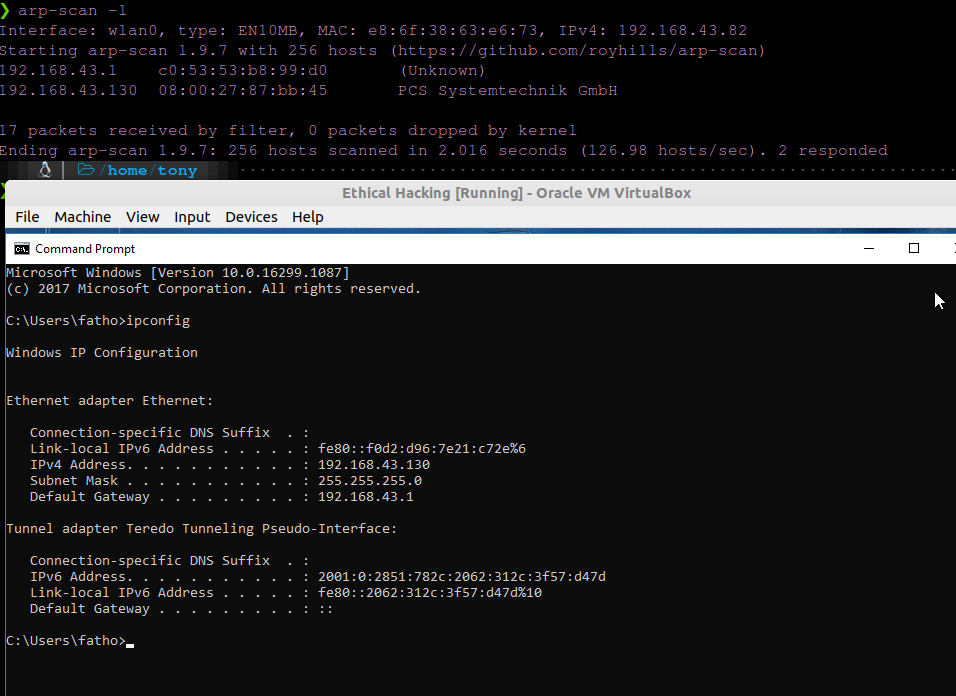 ❯ arp-scan -l
Interface: wlan0, type: EN10MB, MAC: e8:6f:38:63:e6:73, IPv4: 192.168.43.82
Starting arp-scan 1.9.7 with 256 hosts (https://github.com/royhills/arp-scan)
192.168.43.1 c0:53:53:b8:99:d0 (Unknown)
192.168.43.130 08:00:27:87:bb:45 PCS Systemtechnik GmbH
17 packets received by filter, 0 packets dropped by kernel
Ending arp-scan 1.9.7: 256 hosts scanned in 2.016 seconds (126.98 hosts/sec). 2 responded
/home/tony
Ethical Hacking [Running] - Oracle VM VirtualBox
File Machine View Input Devices Help
Command Prompt
Microsoft Windows [Version 10.0.16299.1087]
(c) 2017 Microsoft Corporation. All rights reserved.
C:\Users\fatho>ipconfig
Windows IP Configuration
Ethernet adapter Ethernet:
Connection-specific DNS Suffix . :
Link-local IPv6 Address . . . . . : fe80::f0d2:d96:7e21:c72e%6
IPv4 Address. . . . . . . . . . . : 192.168.43.130
Subnet Mask . . . . . . . . . . . : 255.255.255.0
Default Gateway . . . . . . . . . : 192.168.43.1
Tunnel adapter Teredo Tunneling Pseudo-Interface:
Connection-specific DNS Suffix . :
IPv6 Address. . . . . . . . . . . : 2001:0:2851:782c:2062:312c:3f57:d47d
Link-local IPv6 Address . . . . . : fe80::2062:312c:3f57:d47d%10
Default Gateway . . . . . . . . . : ::
C:\Users\fatho>